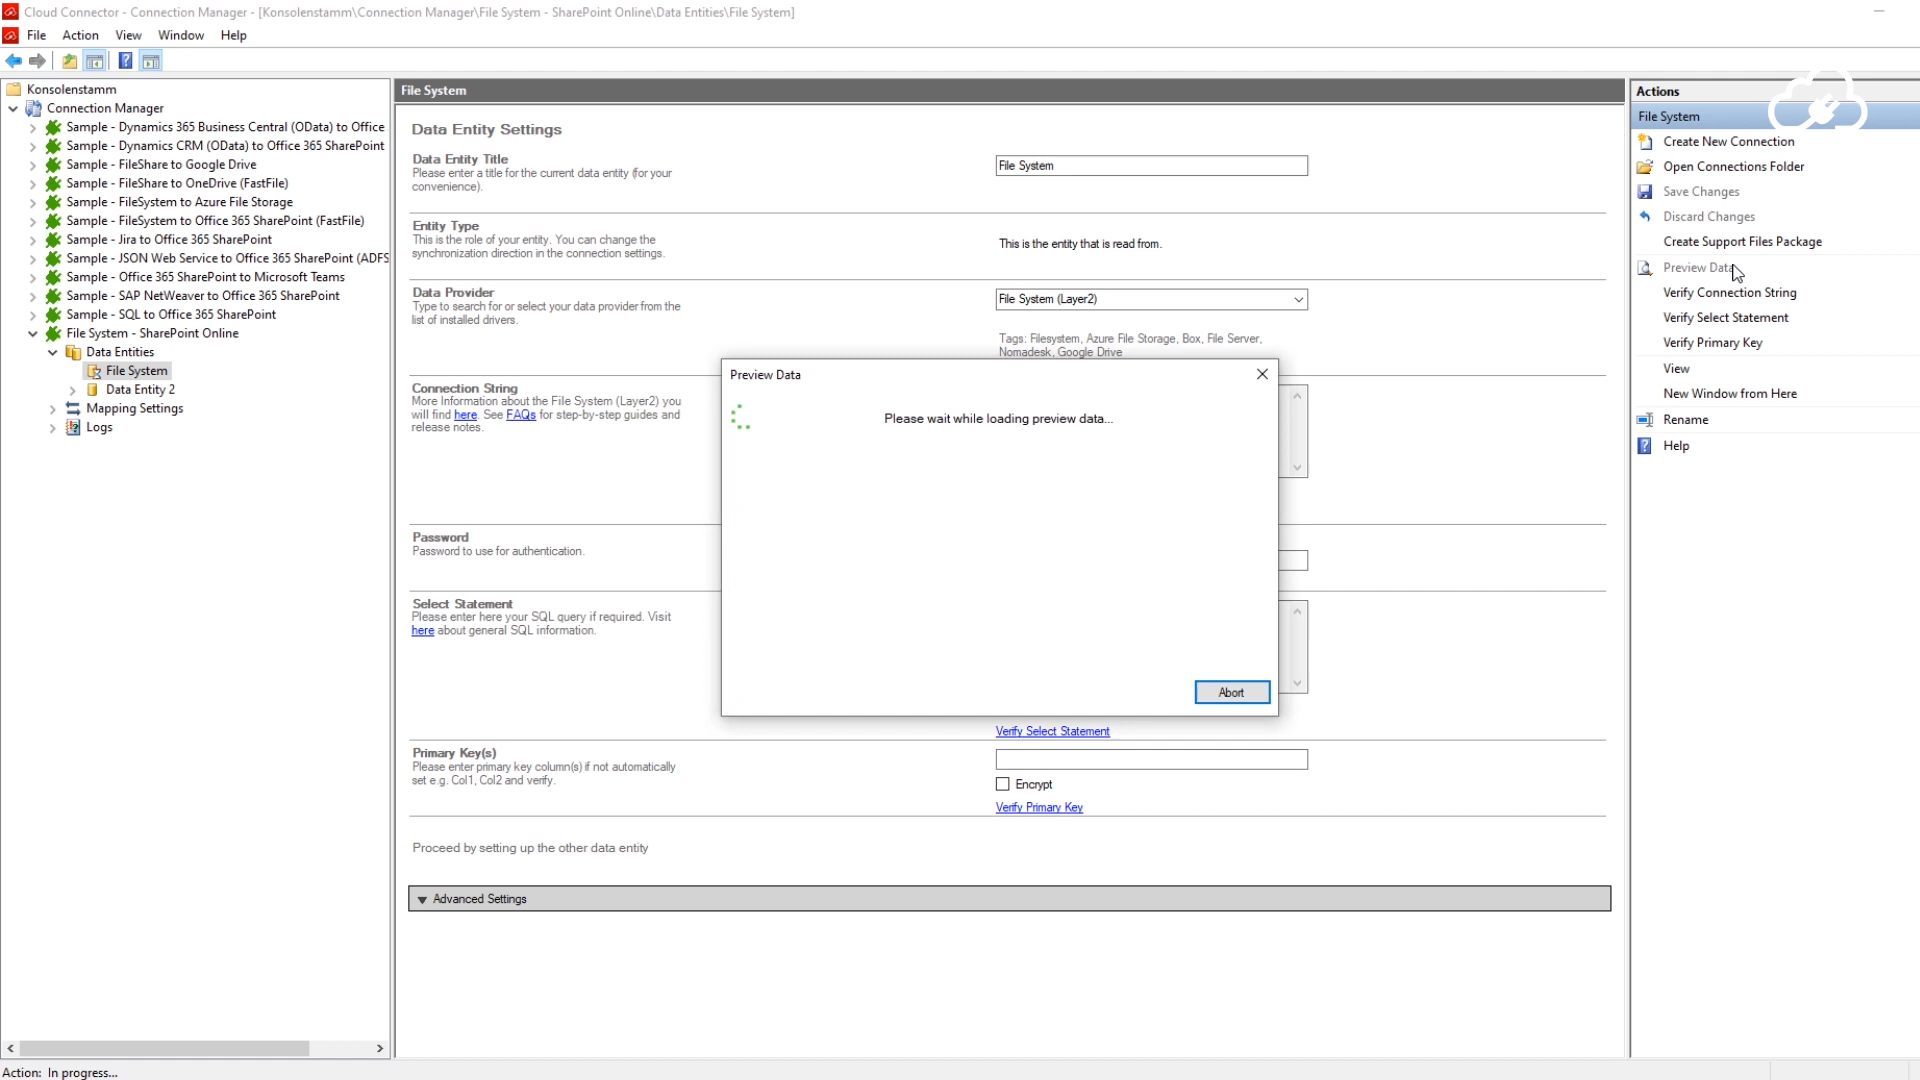 Cloud Connector - Connection Manager - [Konsolenstamm\Connection Manager\File System - SharePoint Online\Data Entities\File System]
File Action View Window Help
Konsolenstamm
Connection Manager
Sample - Dynamics 365 Business Central (OData) to Office
Sample - Dynamics CRM (OData) to Office 365 SharePoint
Sample - FileShare to Google Drive
Sample - FileShare to OneDrive (FastFile)
Sample - FileSystem to Azure File Storage
Sample - FileSystem to Office 365 SharePoint (FastFile)
Sample - Jira to Office 365 SharePoint
Sample - JSON Web Service to Office 365 SharePoint (ADFS
Sample - Office 365 SharePoint to Microsoft Teams
Sample - SAP NetWeaver to Office 365 SharePoint
Sample - SQL to Office 365 SharePoint
File System - SharePoint Online
Data Entities
File System
Data Entity 2
Mapping Settings
Logs
File System
Data Entity Settings
Data Entity Title
Please enter a title for the current data entity (for your
convenience).
File System
Entity Type
This is the role of your entity. You can change the
synchronization direction in the connection settings.
This is the entity that is read from.
Data Provider
Type to search for or select your data provider from the
list of installed drivers.
File System (Layer2)
Tags: Filesystem, Azure File Storage, Box, File Server,
Nomadesk, Google Drive
Connection String
More Information about the File System (Layer2) you
will find here. See FAQs for step-by-step guides and
release notes.
Preview Data
Please wait while loading preview data...
Abort
Password
Password to use for authentication.
Select Statement
Please enter here your SQL query if required. Visit
here about general SQL information.
Verify Select Statement
Primary Key(s)
Please enter primary key column(s) if not automatically
set e.g. Col1, Col2 and verify.
Encrypt
Verify Primary Key
Proceed by setting up the other data entity
Advanced Settings
Actions
File System
Create New Connection
Open Connections Folder
Save Changes
Discard Changes
Create Support Files Package
Preview Data
Verify Connection String
Verify Select Statement
Verify Primary Key
View
New Window from Here
Rename
Help
Action: In progress...